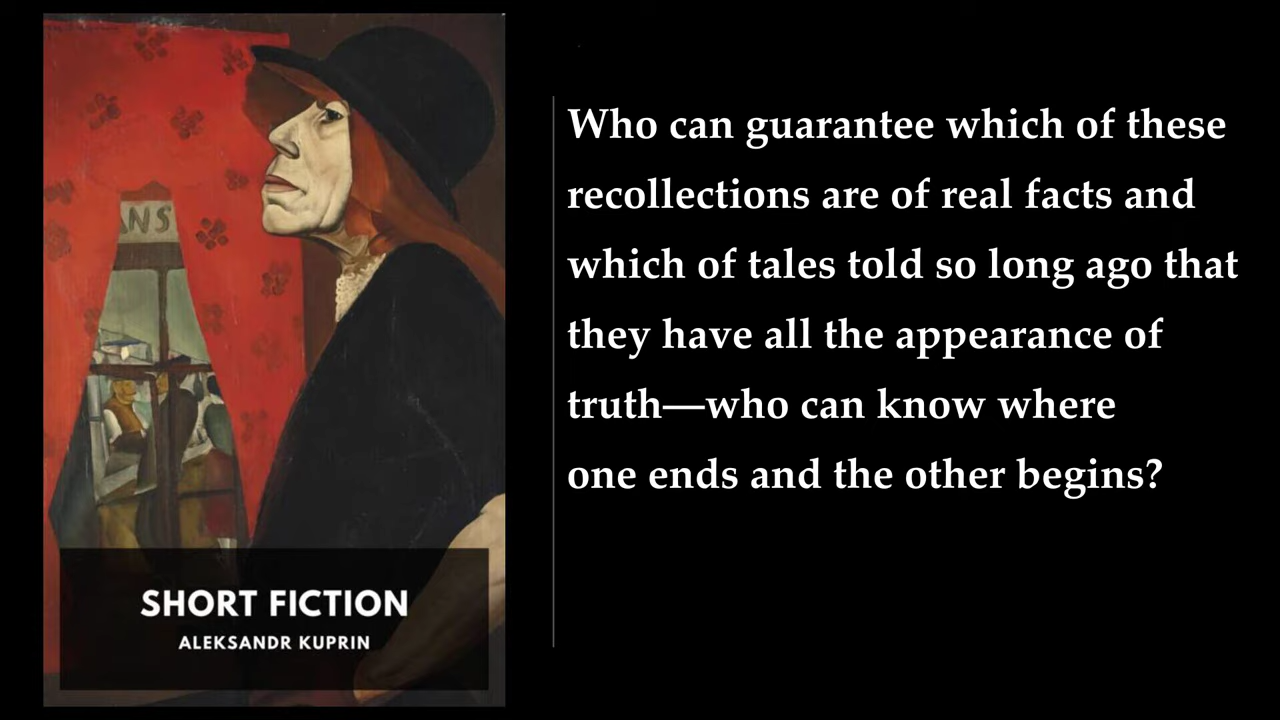 ANS
SHORT FICTION
ALEKSANDR KUPRIN
Who can guarantee which of these
recollections are of real facts and
which of tales told so long ago that
they have all the appearance of
truth—who can know where
one ends and the other begins?